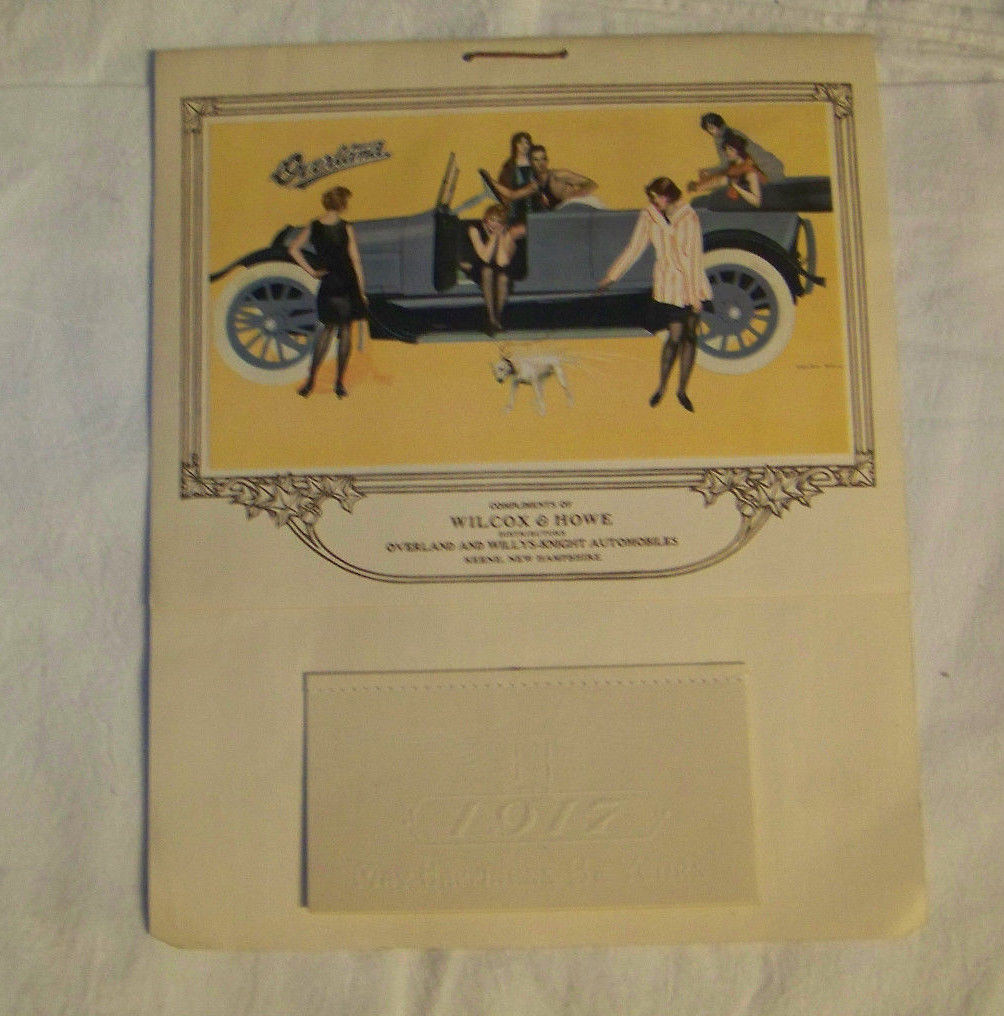 Overland
COMPLIMENTS OF
WILCOX & HOWE
DISTRIBUTORS
OVERLAND AND WILLYS-KNIGHT AUTOMOBILES
KEENE, NEW HAMPSHIRE
1917